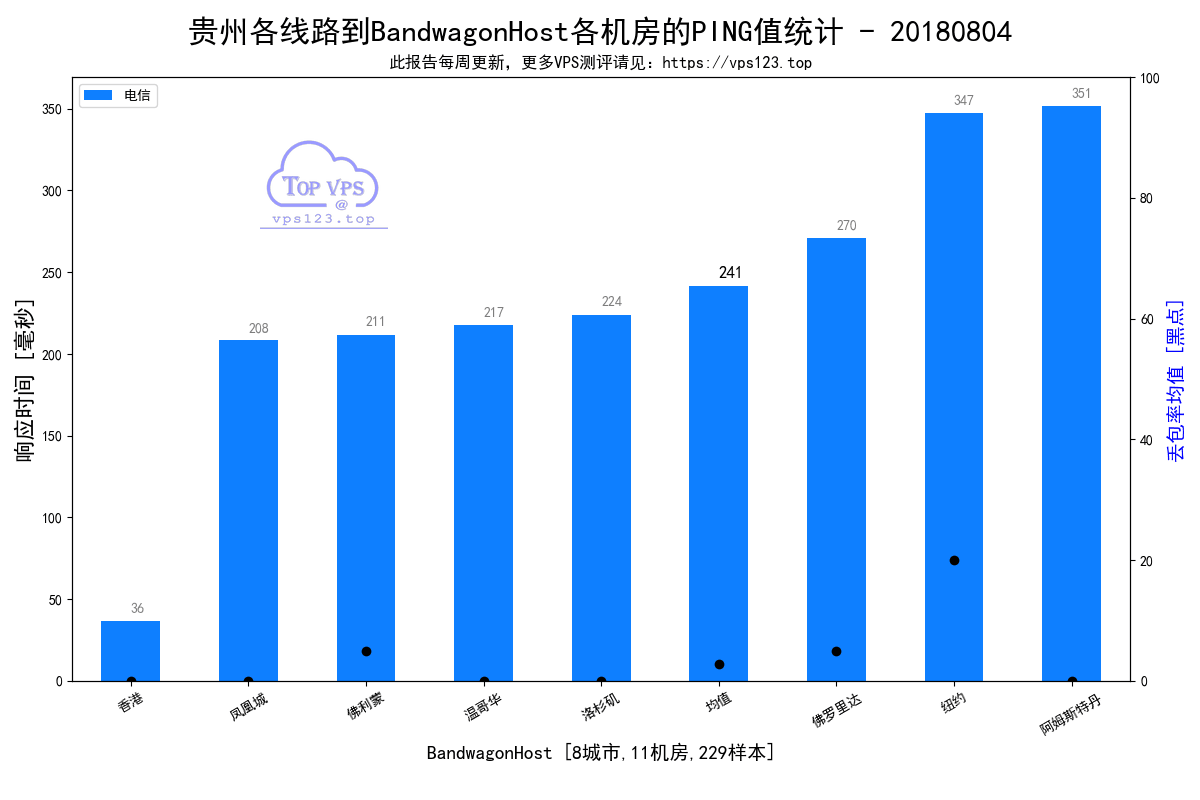 贵州各线路到BandwagonHost各机房的PING值统计 - 20180804
此报告每周更新, 更多VPS测评请见: https://vps123.top
电信
TOP VPS
@
vps123.top
响应时间 [毫秒]
350
300
250
200
150
100
50
0
36
208
211
217
224
241
270
347
351
100
80
60
40
20
0
丢包率均值 [黑点]
香港
凤凰城
佛利蒙
温哥华
洛杉矶
均值
佛罗里达
纽约
阿姆斯特丹
BandwagonHost [8城市,11机房,229样本]